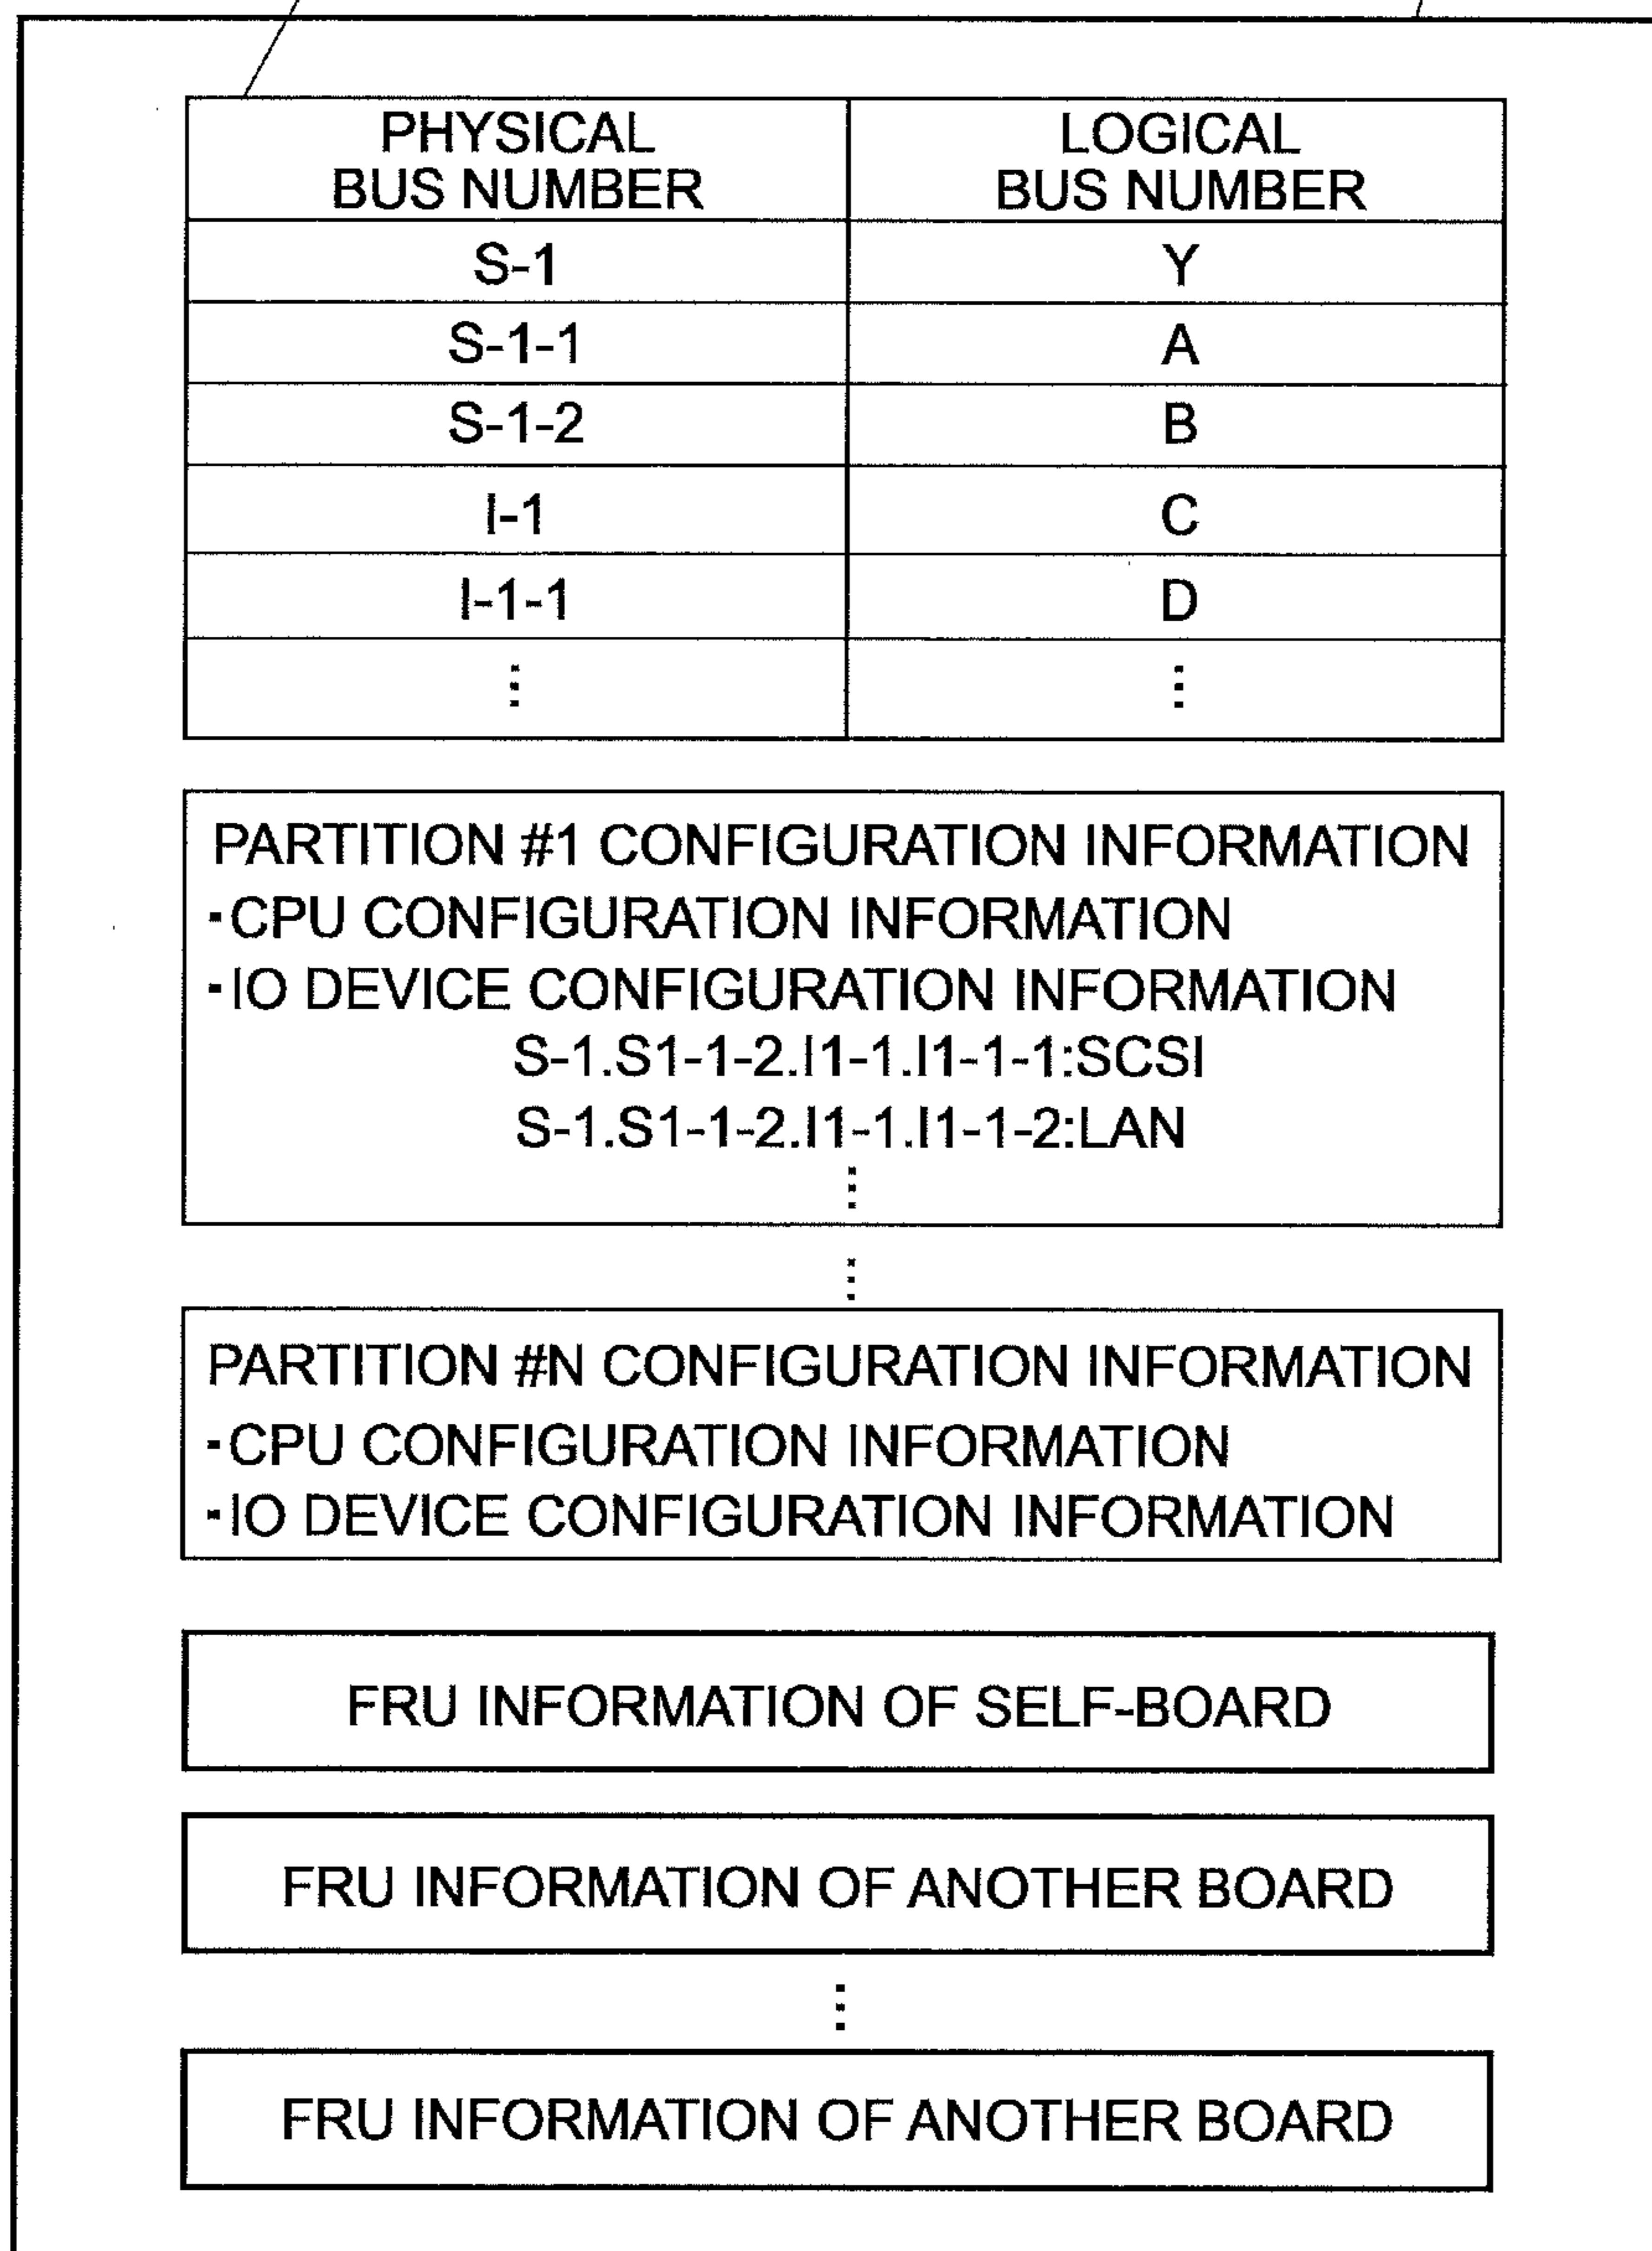 PHYSICAL BUS NUMBER LOGICAL BUS NUMBER
S-1 Y
S-1-1 A
S-1-2 B
I-1 C
I-1-1 D
⋮ ⋮
PARTITION #1 CONFIGURATION INFORMATION
·CPU CONFIGURATION INFORMATION
·IO DEVICE CONFIGURATION INFORMATION
S-1.S1-1-2.I1-1.I1-1-1:SCSI
S-1.S1-1-2.I1-1.I1-1-2:LAN
⋮
⋮
PARTITION #N CONFIGURATION INFORMATION
·CPU CONFIGURATION INFORMATION
·IO DEVICE CONFIGURATION INFORMATION
FRU INFORMATION OF SELF-BOARD
FRU INFORMATION OF ANOTHER BOARD
⋮
FRU INFORMATION OF ANOTHER BOARD